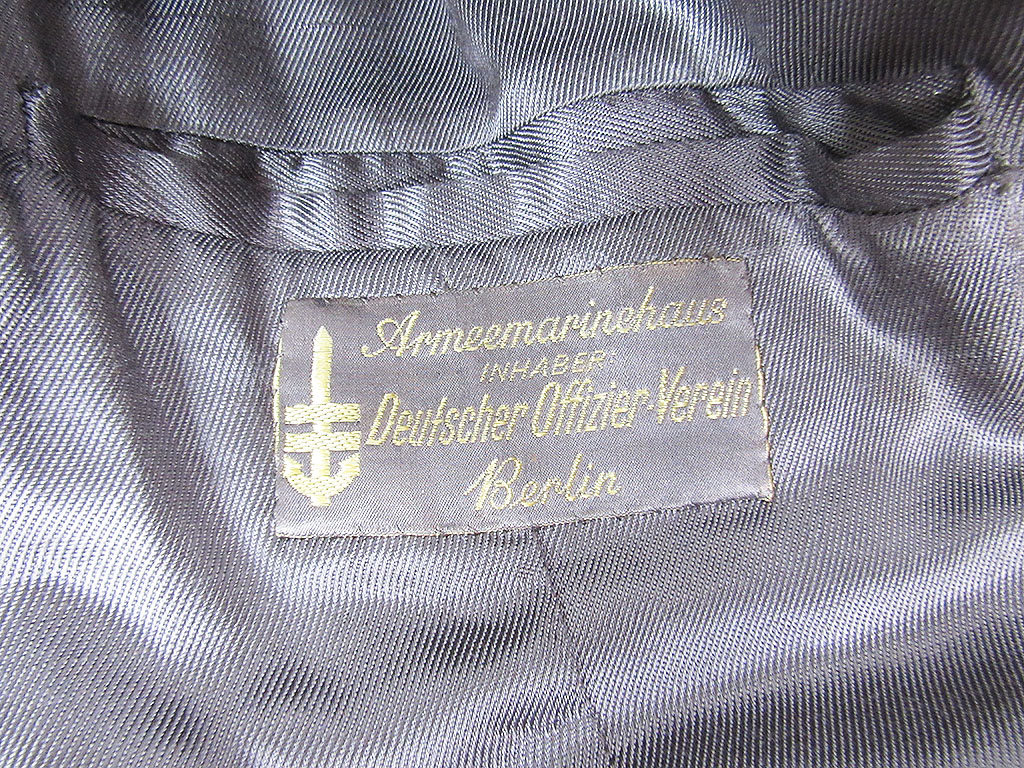 Armeemarinehaus
INHABER:
Deutscher Offizier-Verein
Berlin